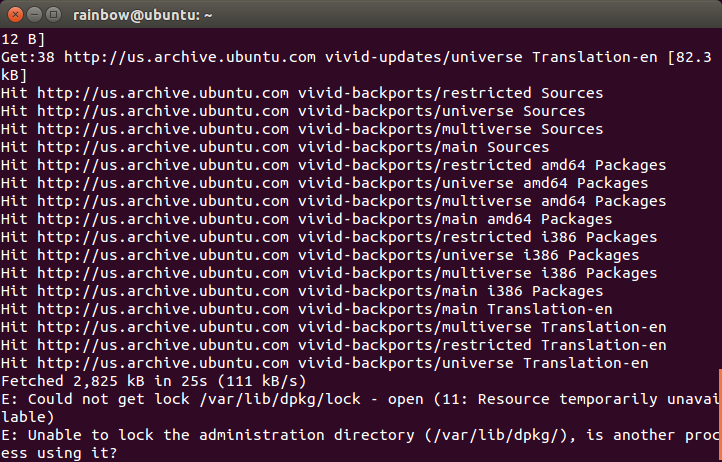 rainbow@ubuntu: ~
12 B]
Get:38 http://us.archive.ubuntu.com vivid-updates/universe Translation-en [82.3
kB]
Hit http://us.archive.ubuntu.com vivid-backports/restricted Sources
Hit http://us.archive.ubuntu.com vivid-backports/universe Sources
Hit http://us.archive.ubuntu.com vivid-backports/multiverse Sources
Hit http://us.archive.ubuntu.com vivid-backports/main Sources
Hit http://us.archive.ubuntu.com vivid-backports/restricted amd64 Packages
Hit http://us.archive.ubuntu.com vivid-backports/universe amd64 Packages
Hit http://us.archive.ubuntu.com vivid-backports/multiverse amd64 Packages
Hit http://us.archive.ubuntu.com vivid-backports/main amd64 Packages
Hit http://us.archive.ubuntu.com vivid-backports/restricted i386 Packages
Hit http://us.archive.ubuntu.com vivid-backports/universe i386 Packages
Hit http://us.archive.ubuntu.com vivid-backports/multiverse i386 Packages
Hit http://us.archive.ubuntu.com vivid-backports/main i386 Packages
Hit http://us.archive.ubuntu.com vivid-backports/main Translation-en
Hit http://us.archive.ubuntu.com vivid-backports/multiverse Translation-en
Hit http://us.archive.ubuntu.com vivid-backports/restricted Translation-en
Hit http://us.archive.ubuntu.com vivid-backports/universe Translation-en
Fetched 2,825 kB in 25s (111 kB/s)
E: Could not get lock /var/lib/dpkg/lock - open (11: Resource temporarily unavai
lable)
E: Unable to lock the administration directory (/var/lib/dpkg/), is another proc
ess using it?